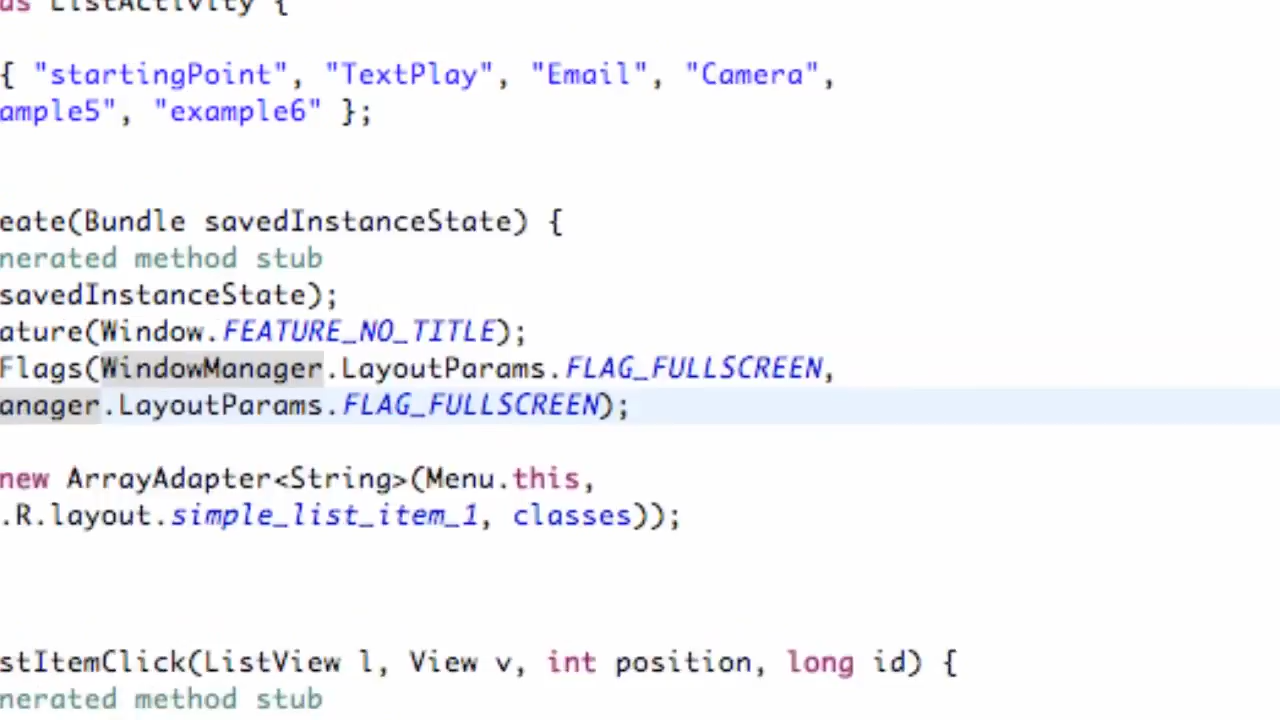 us ListActivity {
{ "startingPoint", "TextPlay", "Email", "Camera",
ample5", "example6" };
eate(Bundle savedInstanceState) {
nerated method stub
savedInstanceState);
ature(Window.FEATURE_NO_TITLE);
Flags(WindowManager.LayoutParams.FLAG_FULLSCREEN,
anager.LayoutParams.FLAG_FULLSCREEN);
new ArrayAdapter<String>(Menu.this,
.R.layout.simple_list_item_1, classes));
stItemClick(ListView l, View v, int position, long id) {
nerated method stub